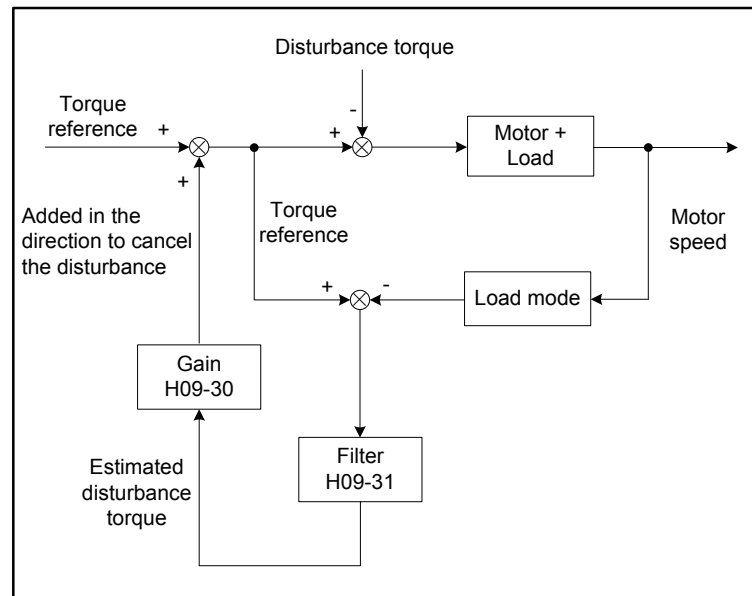 Disturbance torque
-
Torque
reference
+
+
Motor +
Load
+
Added in the
direction to cancel
the disturbance
Torque
reference
Motor
speed
+
-
Load mode
Gain
H09-30
Estimated
disturbance
torque
Filter
H09-31